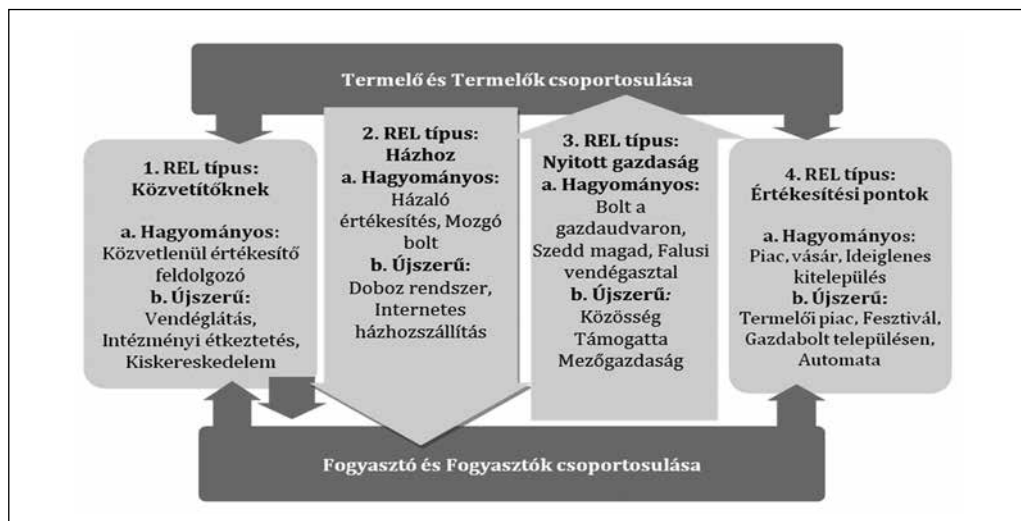 Termelő és Termelők csoportosulása
1. REL típus:
Közvetítőknek
a. Hagyományos:
Közvetlenül értékesítő
feldolgozó
b. Újszerű:
Vendéglátás,
Intézményi étkeztetés,
Kiskereskedelem
2. REL típus:
Házhoz
a. Hagyományos:
Házaló
értékesítés, Mozgó
bolt
b. Újszerű:
Doboz rendszer,
Internetes
házhozszállítás
3. REL típus:
Nyitott gazdaság
a. Hagyományos:
Bolt a
gazdaudvaron,
Szedd magad, Falusi
vendégasztal
b. Újszerű:
Közösség
Támogatta
Mezőgazdaság
4. REL típus:
Értékesítési pontok
a. Hagyományos:
Piac, vásár, Ideiglenes
kitelepülés
b. Újszerű:
Termelői piac, Fesztivál,
Gazdabolt településen,
Automata
Fogyasztó és Fogyasztók csoportosulása